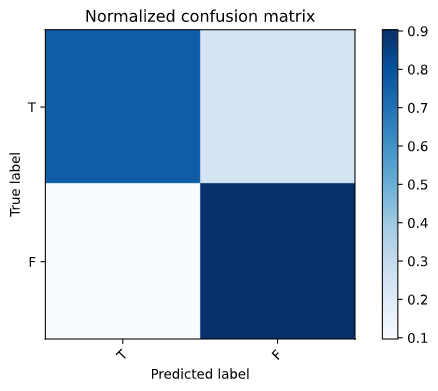 Normalized confusion matrix
True label
T
F
T
F
Predicted label
0.9
0.8
0.7
0.6
0.5
0.4
0.3
0.2
0.1